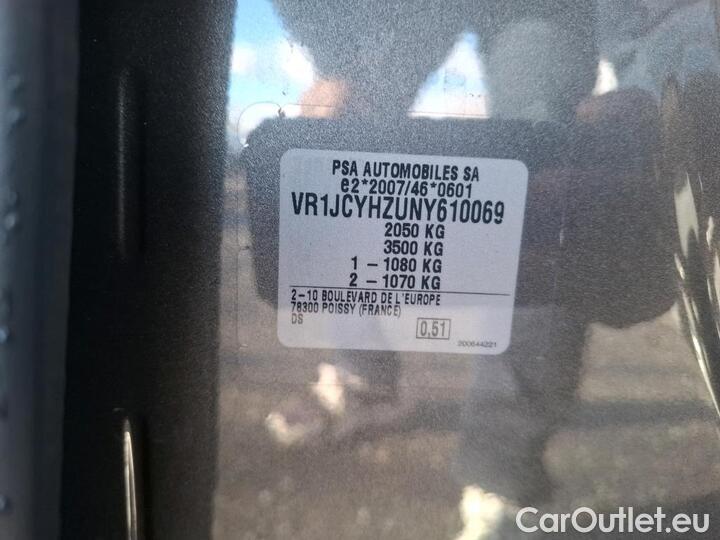 PSA AUTOMOBILES SA
e2*2007/46*0601
VR1JCYHZUNY610069
2050 KG
3500 KG
1 - 1080 KG
2 - 1070 KG
2-10 BOULEVARD DE L'EUROPE
78300 POISSY (FRANCE)
DS
0,51
200644221
CarOutlet.eu